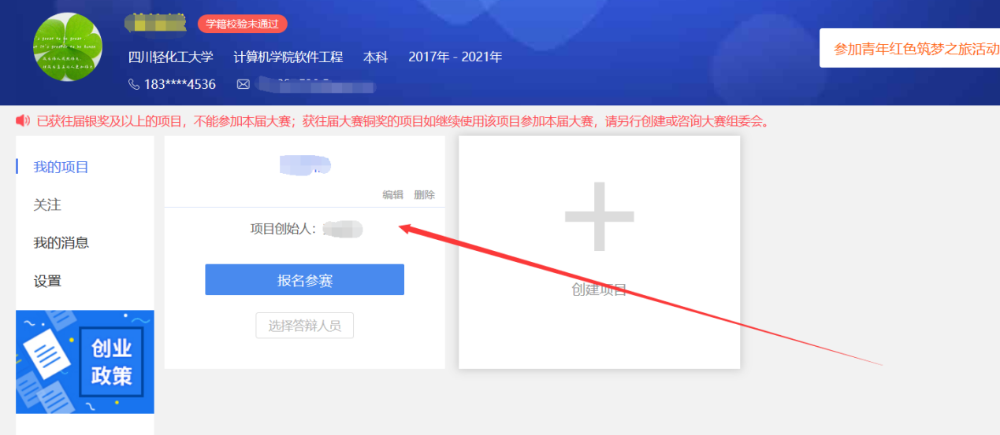 学籍校验未通过
四川轻化工大学 计算机学院软件工程 本科 2017年 - 2021年
183****4536
参加青年红色筑梦之旅活动
已获往届银奖及以上的项目，不能参加本届大赛；获往届大赛铜奖的项目如继续使用该项目参加本届大赛，请另行创建或咨询大赛组委会。
我的项目
关注
我的消息
设置
创业
政策
编辑 删除
项目创始人：
报名参赛
选择答辩人员
创建项目